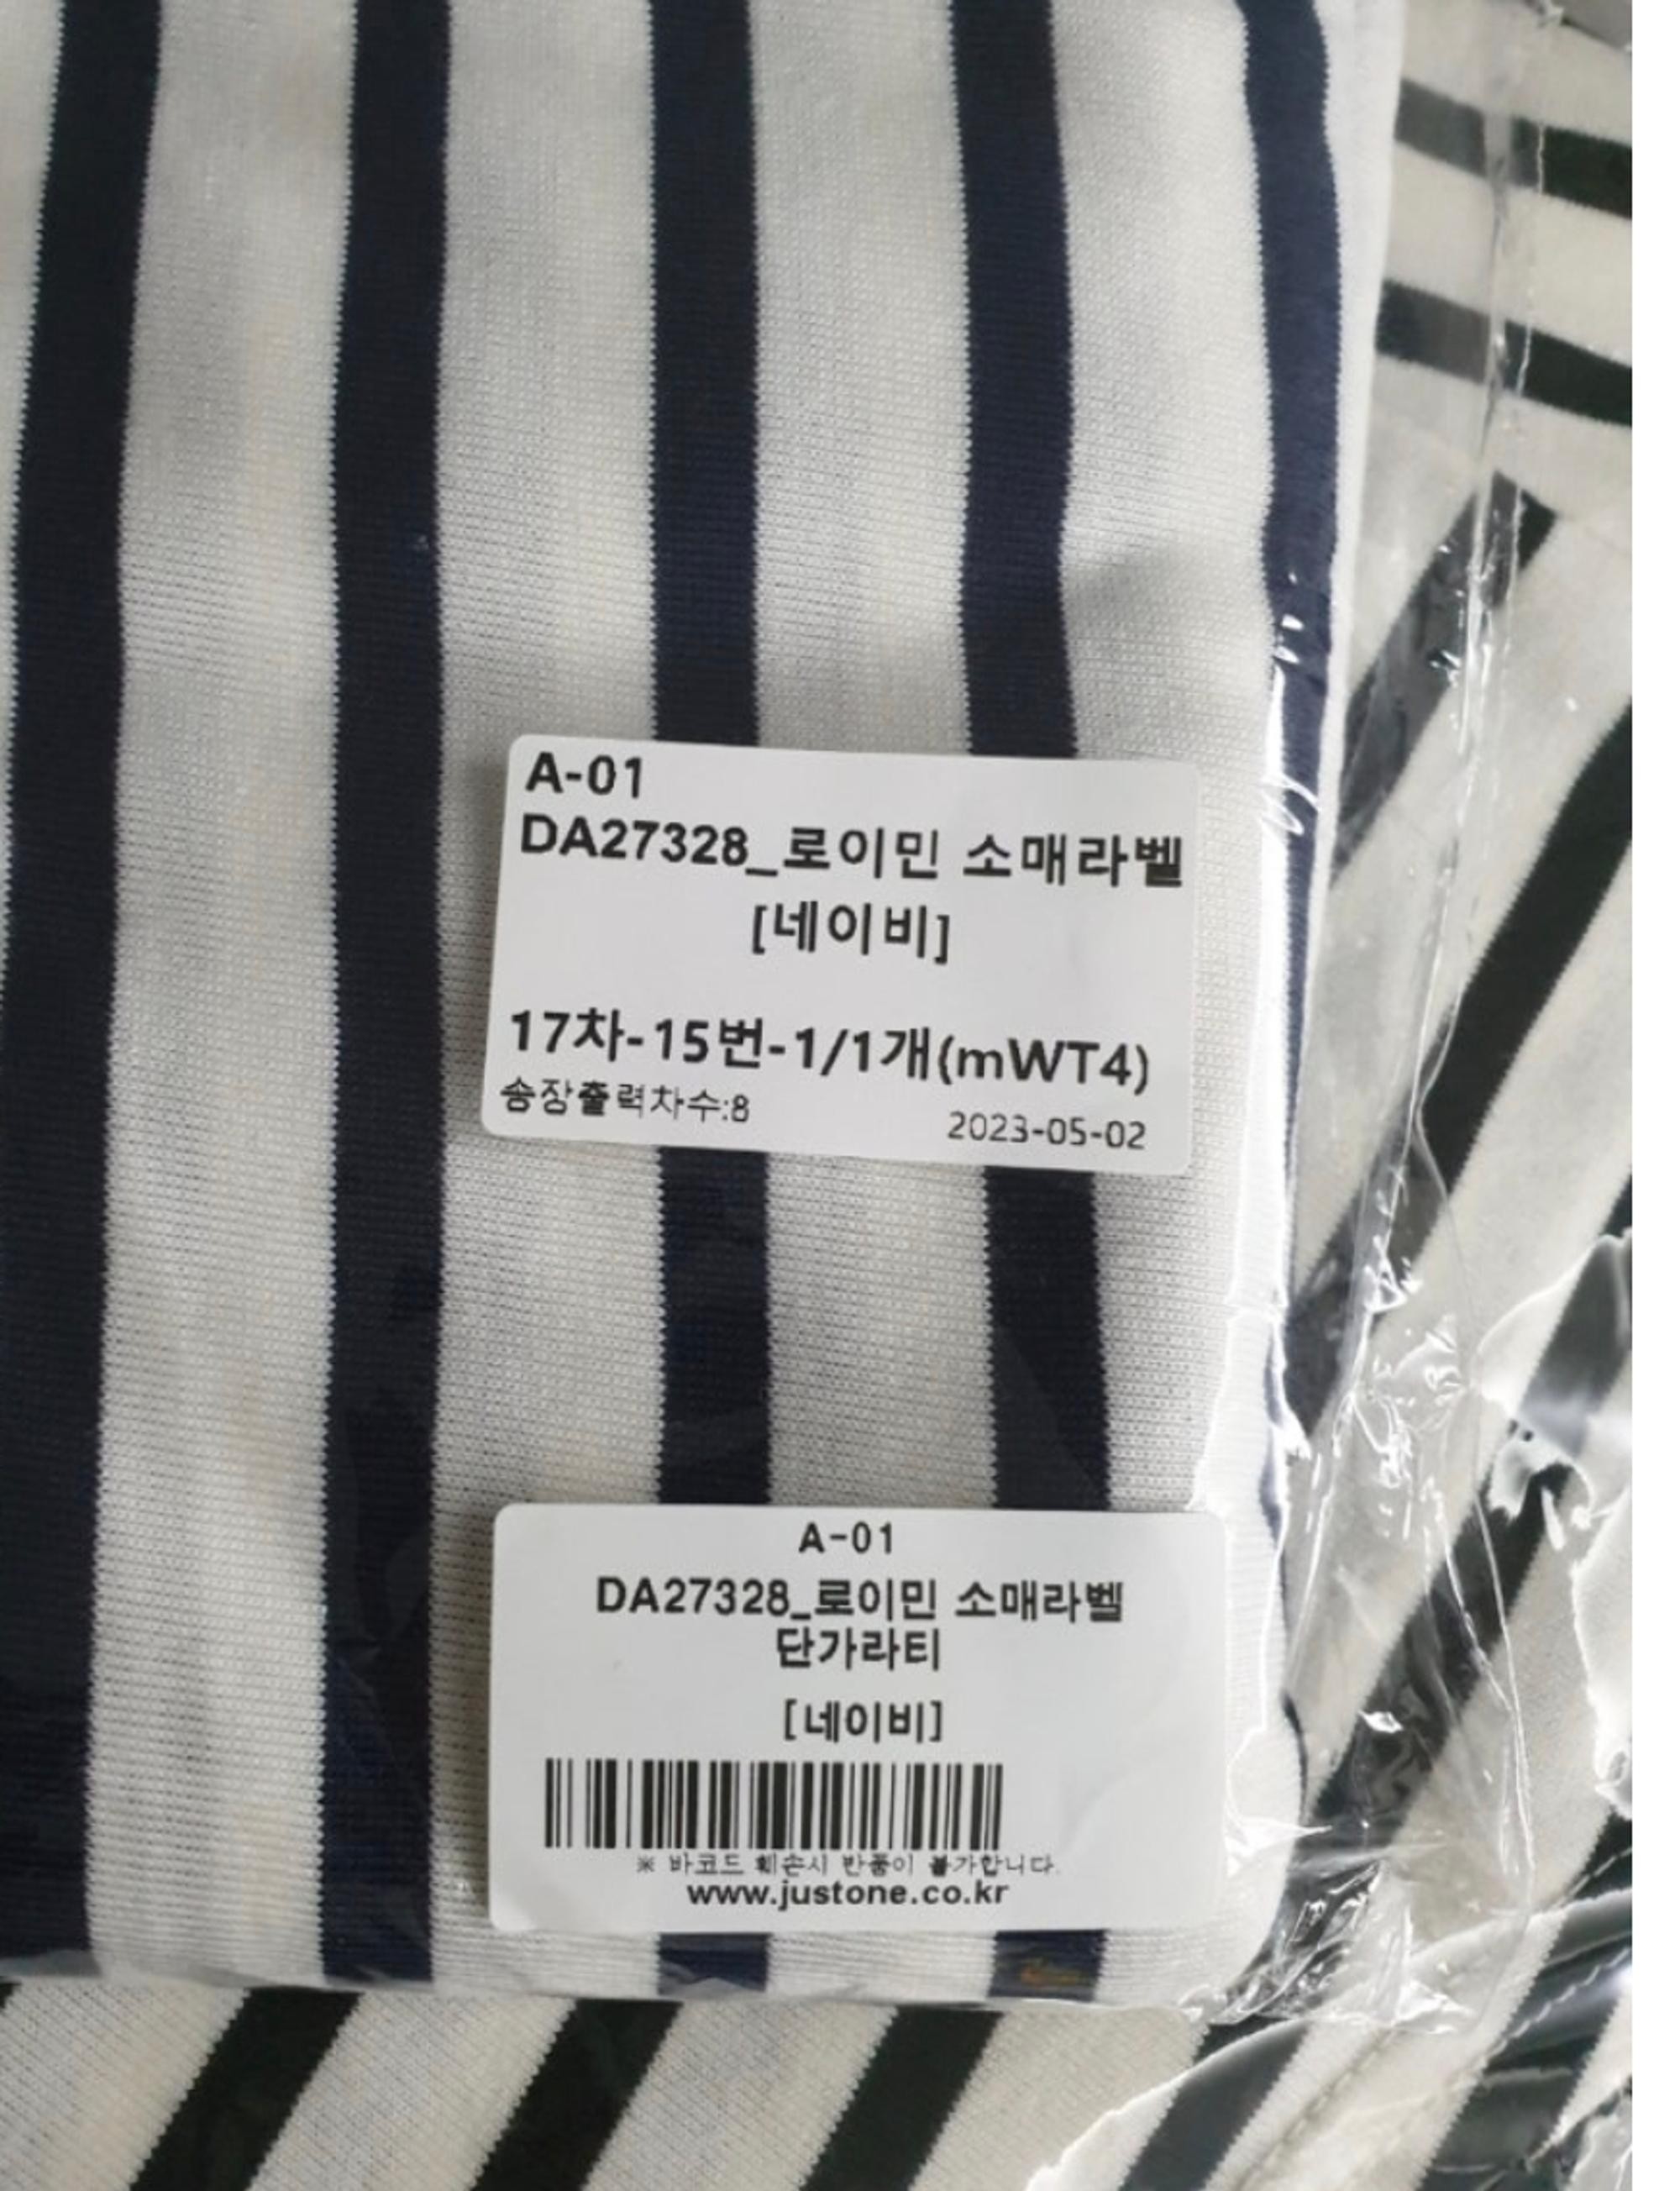 A-01
DA27328_로이민 소매라벨
[네이비]
17차-15번-1/1개(mWT4)
송장출력차수:8 2023-05-02
A-01
DA27328_로이민 소매라벨
단가라티
[네이비]
※ 바코드 훼손시 반품이 불가합니다.
www.justone.co.kr